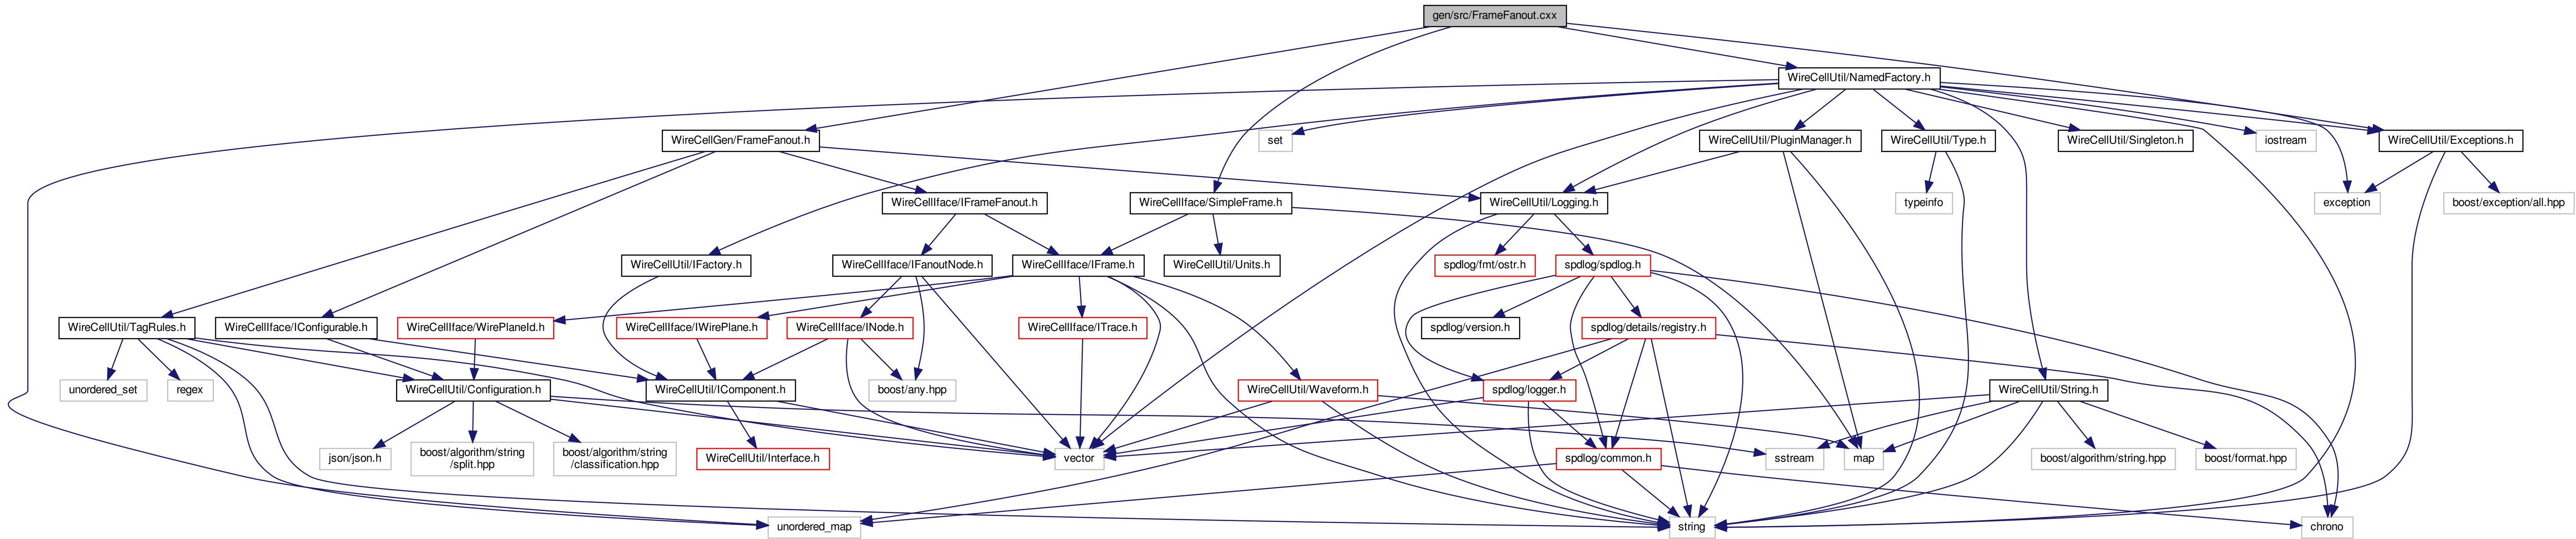 gen/src/FrameFanout.cxx
WireCellUtil/NamedFactory.h
WireCellGen/FrameFanout.h
set
WireCellUtil/PluginManager.h
WireCellUtil/Type.h
WireCellUtil/Singleton.h
iostream
WireCellUtil/Exceptions.h
WireCellIface/IFrameFanout.h
WireCellIface/SimpleFrame.h
WireCellUtil/Logging.h
typeinfo
exception
boost/exception/all.hpp
WireCellUtil/IFactory.h
WireCellIface/IFanoutNode.h
WireCellIface/IFrame.h
WireCellUtil/Units.h
spdlog/fmt/ostr.h
spdlog/spdlog.h
WireCellUtil/TagRules.h
WireCellIface/IConfigurable.h
WireCellIface/WirePlaneId.h
WireCellIface/IWirePlane.h
WireCellIface/INode.h
WireCellIface/ITrace.h
spdlog/version.h
spdlog/details/registry.h
unordered_set
regex
WireCellUtil/Configuration.h
WireCellUtil/IComponent.h
boost/any.hpp
WireCellUtil/Waveform.h
spdlog/logger.h
WireCellUtil/String.h
json/json.h
boost/algorithm/string
/split.hpp
boost/algorithm/string
/classification.hpp
WireCellUtil/Interface.h
vector
spdlog/common.h
sstream
map
boost/algorithm/string.hpp
boost/format.hpp
unordered_map
string
chrono